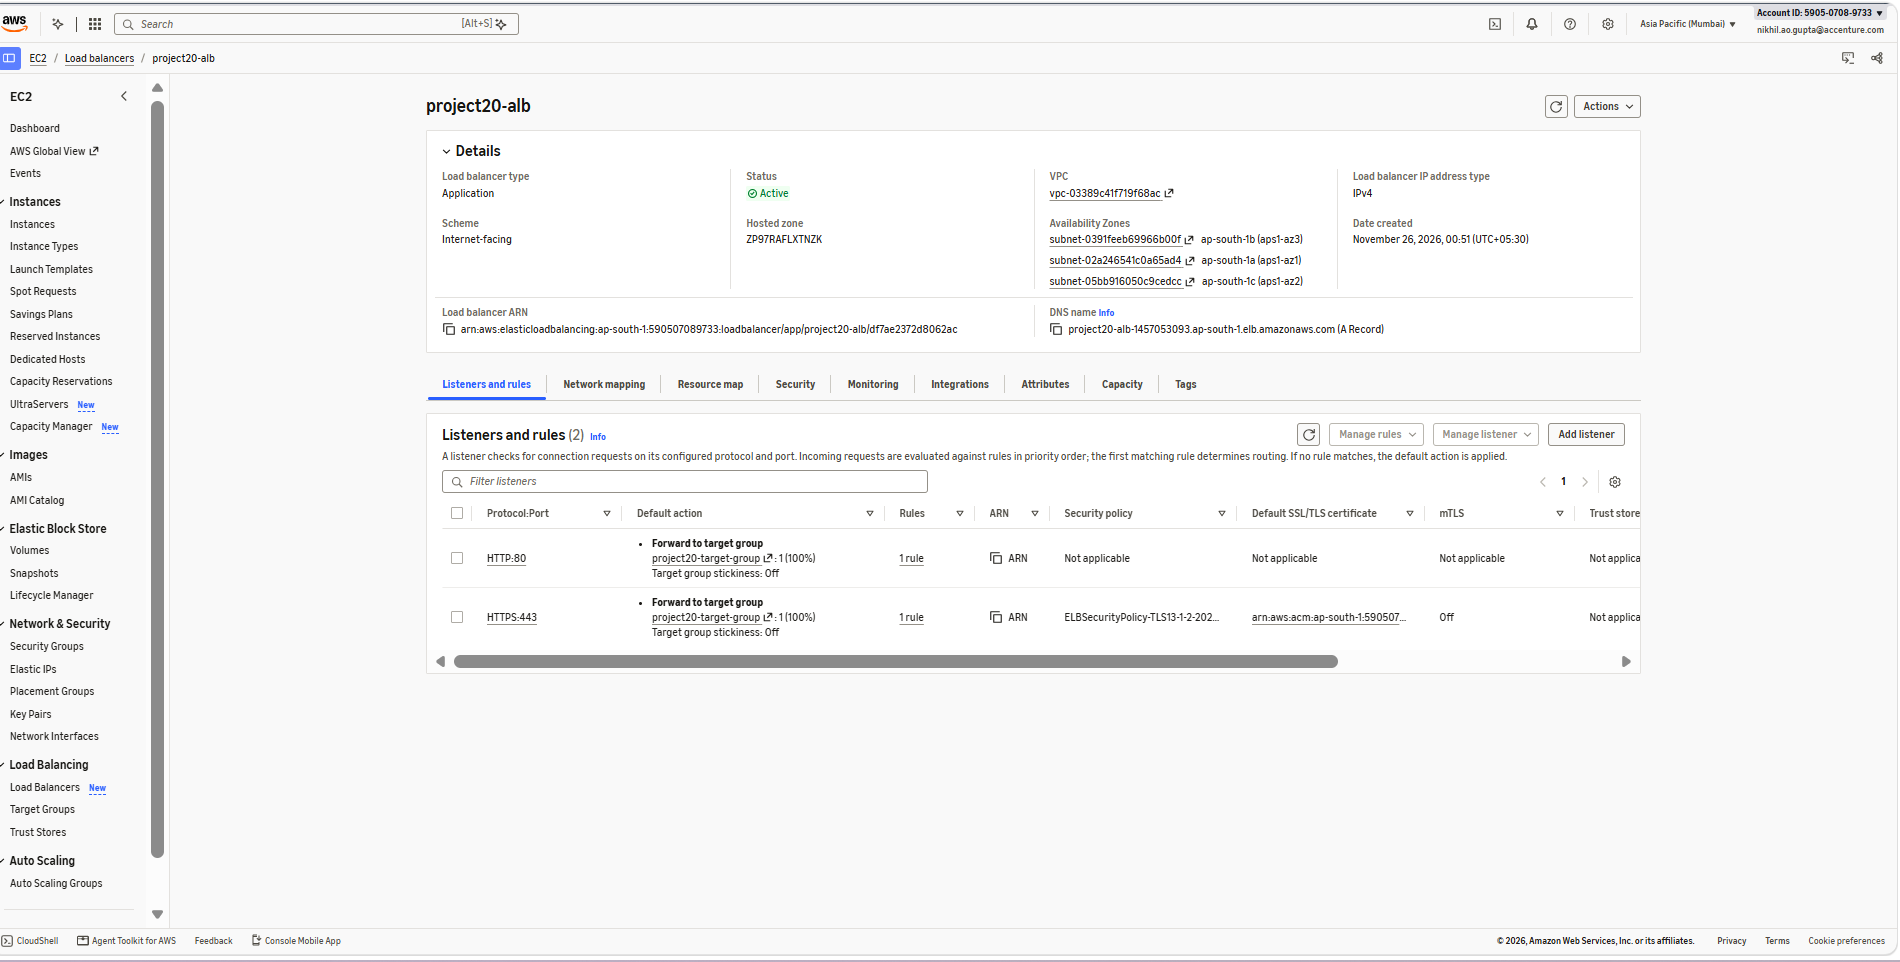 aws
Search [Alt+S]
Asia Pacific (Mumbai)
Account ID: 5905-0708-9733
nikhil.ao.gupta@accenture.com
EC2 / Load balancers / project20-alb
EC2
Dashboard
AWS Global View
Events
Instances
Instances
Instance Types
Launch Templates
Spot Requests
Savings Plans
Reserved Instances
Dedicated Hosts
Capacity Reservations
UltraServers New
Capacity Manager New
Images
AMIs
AMI Catalog
Elastic Block Store
Volumes
Snapshots
Lifecycle Manager
Network & Security
Security Groups
Elastic IPs
Placement Groups
Key Pairs
Network Interfaces
Load Balancing
Load Balancers New
Target Groups
Trust Stores
Auto Scaling
Auto Scaling Groups
project20-alb
Actions
Details
Load balancer type
Application
Status
Active
VPC
vpc-03389c41f719f68ac
Load balancer IP address type
IPv4
Scheme
Internet-facing
Hosted zone
ZP97RAFLXTNZK
Availability Zones
subnet-0391feeb69966b00f ap-south-1b (aps1-az3)
subnet-02a246541c0a65ad4 ap-south-1a (aps1-az1)
subnet-05bb916050c9cedcc ap-south-1c (aps1-az2)
Date created
November 26, 2026, 00:51 (UTC+05:30)
Load balancer ARN
arn:aws:elasticloadbalancing:ap-south-1:590507089733:loadbalancer/app/project20-alb/df7ae2372d8062ac
DNS name Info
project20-alb-1457053093.ap-south-1.elb.amazonaws.com (A Record)
Listeners and rules Network mapping Resource map Security Monitoring Integrations Attributes Capacity Tags
Listeners and rules (2) Info
Manage rules Manage listener Add listener
A listener checks for connection requests on its configured protocol and port. Incoming requests are evaluated against rules in priority order; the first matching rule determines routing. If no rule matches, the default action is applied.
Filter listeners
1
Protocol:Port Default action Rules ARN Security policy Default SSL/TLS certificate mTLS Trust store
• Forward to target group
HTTP:80 project20-target-group : 1 (100%) 1 rule ARN Not applicable Not applicable Not applicable Not applica
Target group stickiness: Off
• Forward to target group
HTTPS:443 project20-target-group : 1 (100%) 1 rule ARN ELBSecurityPolicy-TLS13-1-2-202... arn:aws:acm:ap-south-1:590507... Off Not applica
Target group stickiness: Off
CloudShell Agent Toolkit for AWS Feedback Console Mobile App
© 2026, Amazon Web Services, Inc. or its affiliates. Privacy Terms Cookie preferences